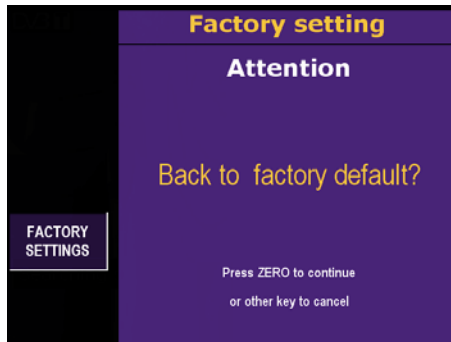 Factory setting
Attention
Back to factory default?
FACTORY
SETTINGS
Press ZERO to continue
or other key to cancel